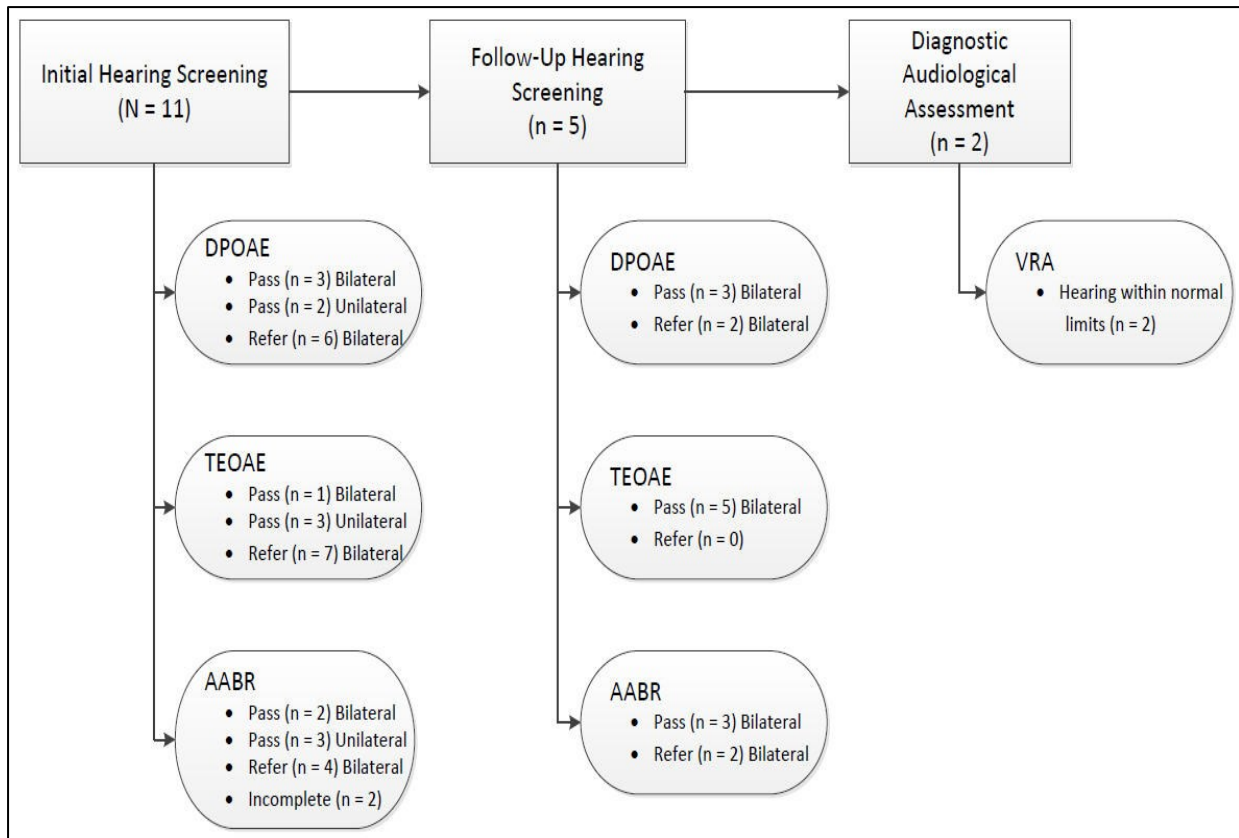 Initial Hearing Screening
(N = 11)
Follow-Up Hearing
Screening
(n = 5)
Diagnostic
Audiological
Assessment
(n = 2)
DPOAE
• Pass (n = 3) Bilateral
• Pass (n = 2) Unilateral
• Refer (n = 6) Bilateral
TEOAE
• Pass (n = 1) Bilateral
• Pass (n = 3) Unilateral
• Refer (n = 7) Bilateral
AABR
• Pass (n = 2) Bilateral
• Pass (n = 3) Unilateral
• Refer (n = 4) Bilateral
• Incomplete (n = 2)
DPOAE
• Pass (n = 3) Bilateral
• Refer (n = 2) Bilateral
TEOAE
• Pass (n = 5) Bilateral
• Refer (n = 0)
AABR
• Pass (n = 3) Bilateral
• Refer (n = 2) Bilateral
VRA
• Hearing within normal
limits (n = 2)